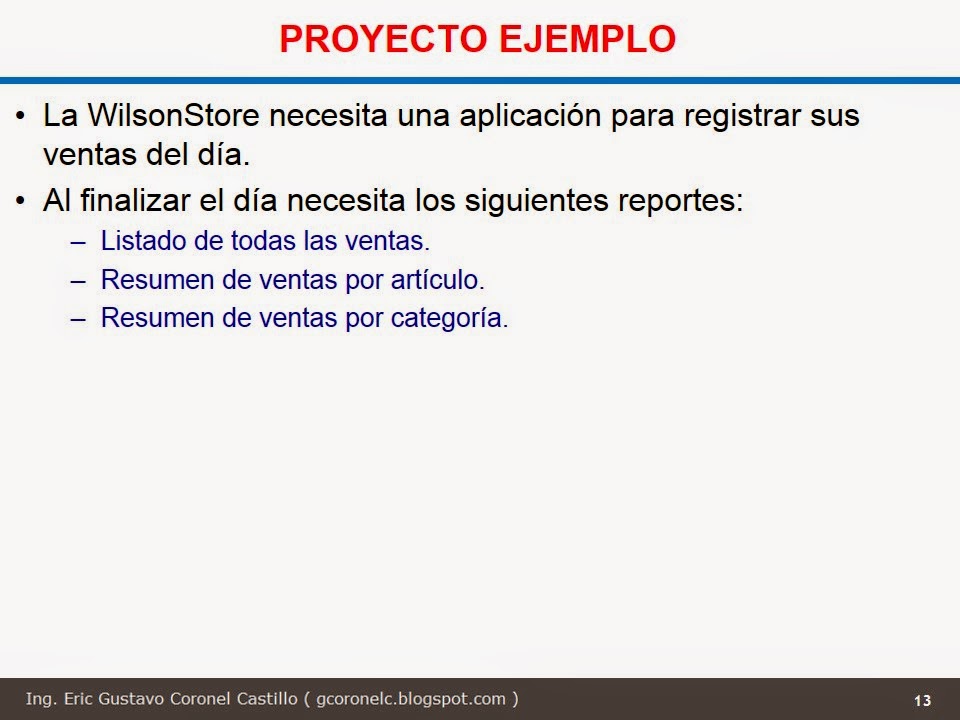 PROYECTO EJEMPLO
• La WilsonStore necesita una aplicación para registrar sus
ventas del día.
• Al finalizar el día necesita los siguientes reportes:
– Listado de todas las ventas.
– Resumen de ventas por artículo.
– Resumen de ventas por categoría.
Ing. Eric Gustavo Coronel Castillo ( gcoronelc.blogspot.com )
13